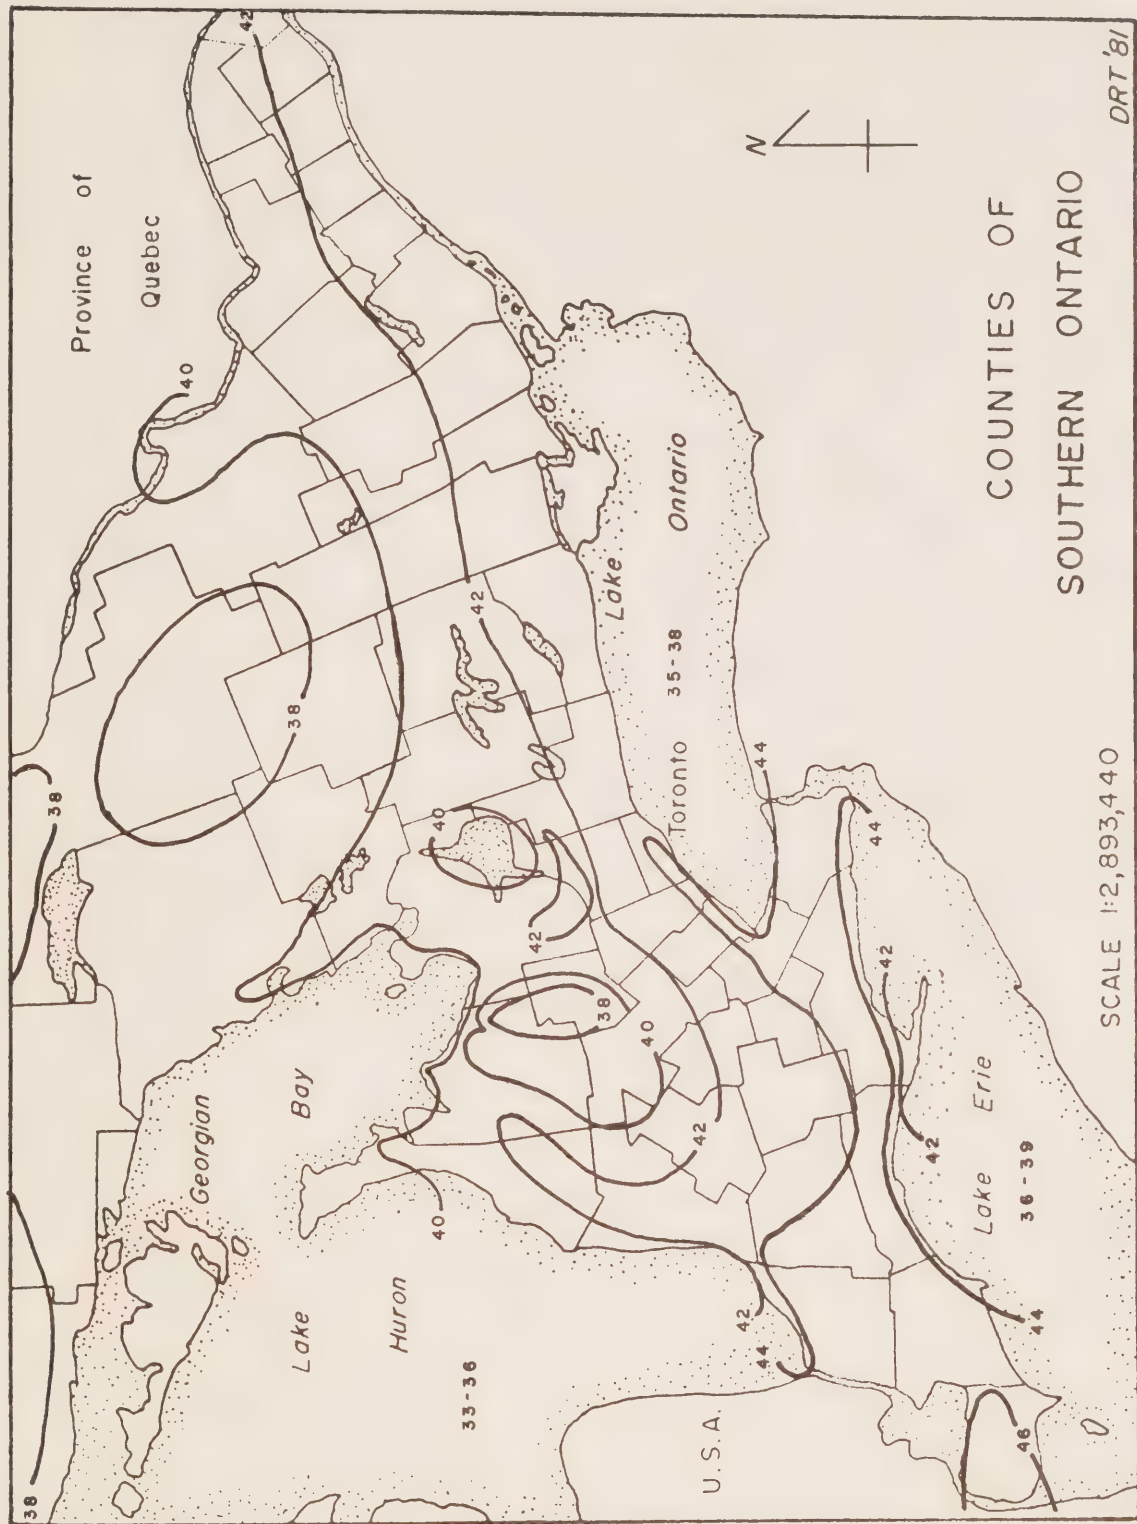 38
38
Province of
Quebec
40
42
Georgian
Bay
38
Lake
Huron
40
40
33-36
42
42
38
40
Lake Ontario
Toronto 35-38
42
U.S.A.
42
44
44
N
44
42
42
Lake Erie
36-39
46
44
COUNTIES OF
SOUTHERN ONTARIO
SCALE 1:2,893,440
DRT '81